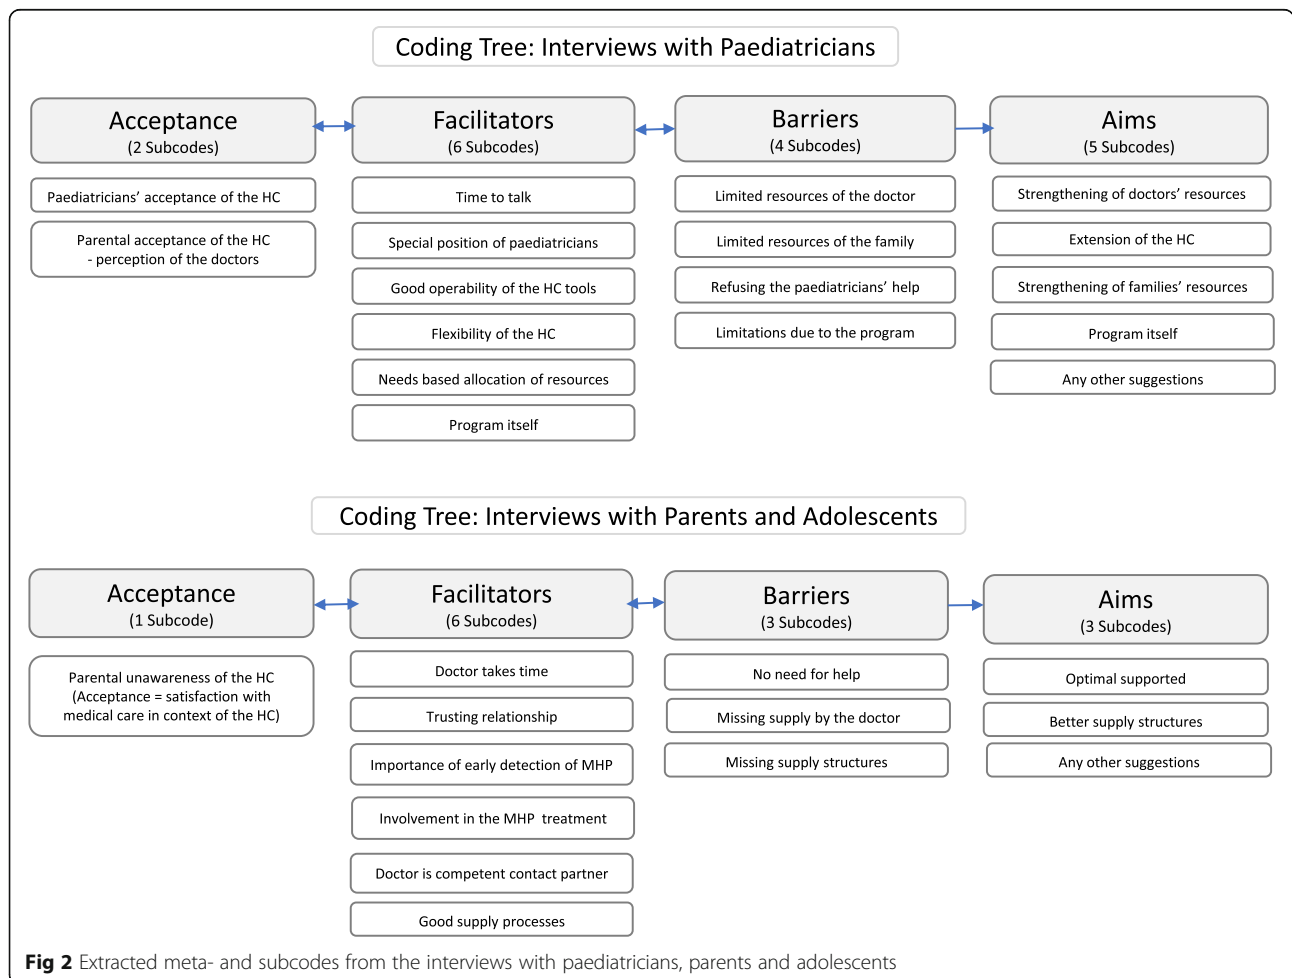 Coding Tree: Interviews with Paediatricians
Acceptance
(2 Subcodes)
Paediatricians’ acceptance of the HC
Parental acceptance of the HC
- perception of the doctors
Facilitators
(6 Subcodes)
Time to talk
Special position of paediatricians
Good operability of the HC tools
Flexibility of the HC
Needs based allocation of resources
Program itself
Barriers
(4 Subcodes)
Limited resources of the doctor
Limited resources of the family
Refusing the paediatricians’ help
Limitations due to the program
Aims
(5 Subcodes)
Strengthening of doctors’ resources
Extension of the HC
Strengthening of families’ resources
Program itself
Any other suggestions
Coding Tree: Interviews with Parents and Adolescents
Acceptance
(1 Subcode)
Parental unawareness of the HC
(Acceptance = satisfaction with
medical care in context of the HC)
Facilitators
(6 Subcodes)
Doctor takes time
Trusting relationship
Importance of early detection of MHP
Involvement in the MHP treatment
Doctor is competent contact partner
Good supply processes
Barriers
(3 Subcodes)
No need for help
Missing supply by the doctor
Missing supply structures
Aims
(3 Subcodes)
Optimal supported
Better supply structures
Any other suggestions
Fig 2 Extracted meta- and subcodes from the interviews with paediatricians, parents and adolescents